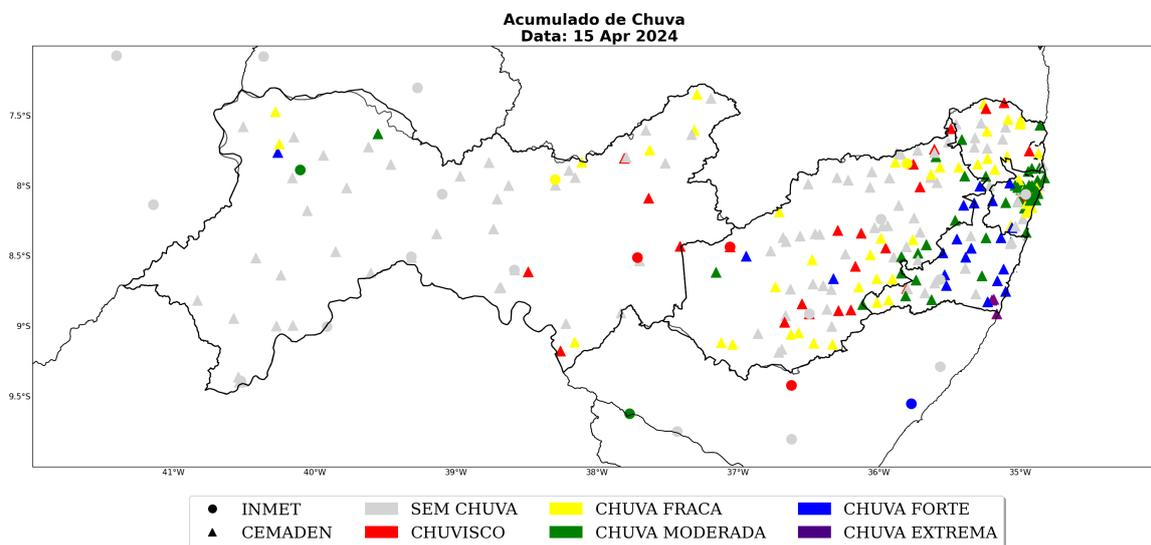 Acumulado de Chuva
Data: 15 Apr 2024
7.5°S
8°S
8.5°S
9°S
9.5°S
41°W 40°W 39°W 38°W 37°W 36°W 35°W
INMET SEM CHUVA CHUVA FRACA CHUVA FORTE
CEMADEN CHUVISCO CHUVA MODERADA CHUVA EXTREMA